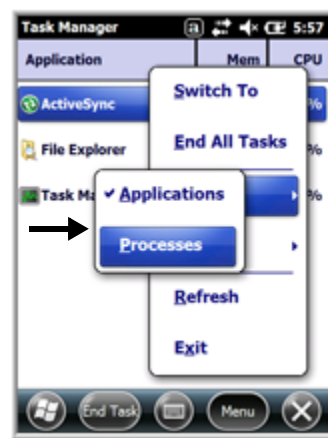 Task Manager a 5:57
Application Mem CPU
ActiveSync %
File Explorer %
Task Ma %
Switch To
End All Tasks
Applications
Processes
Refresh
Exit
End Task Menu